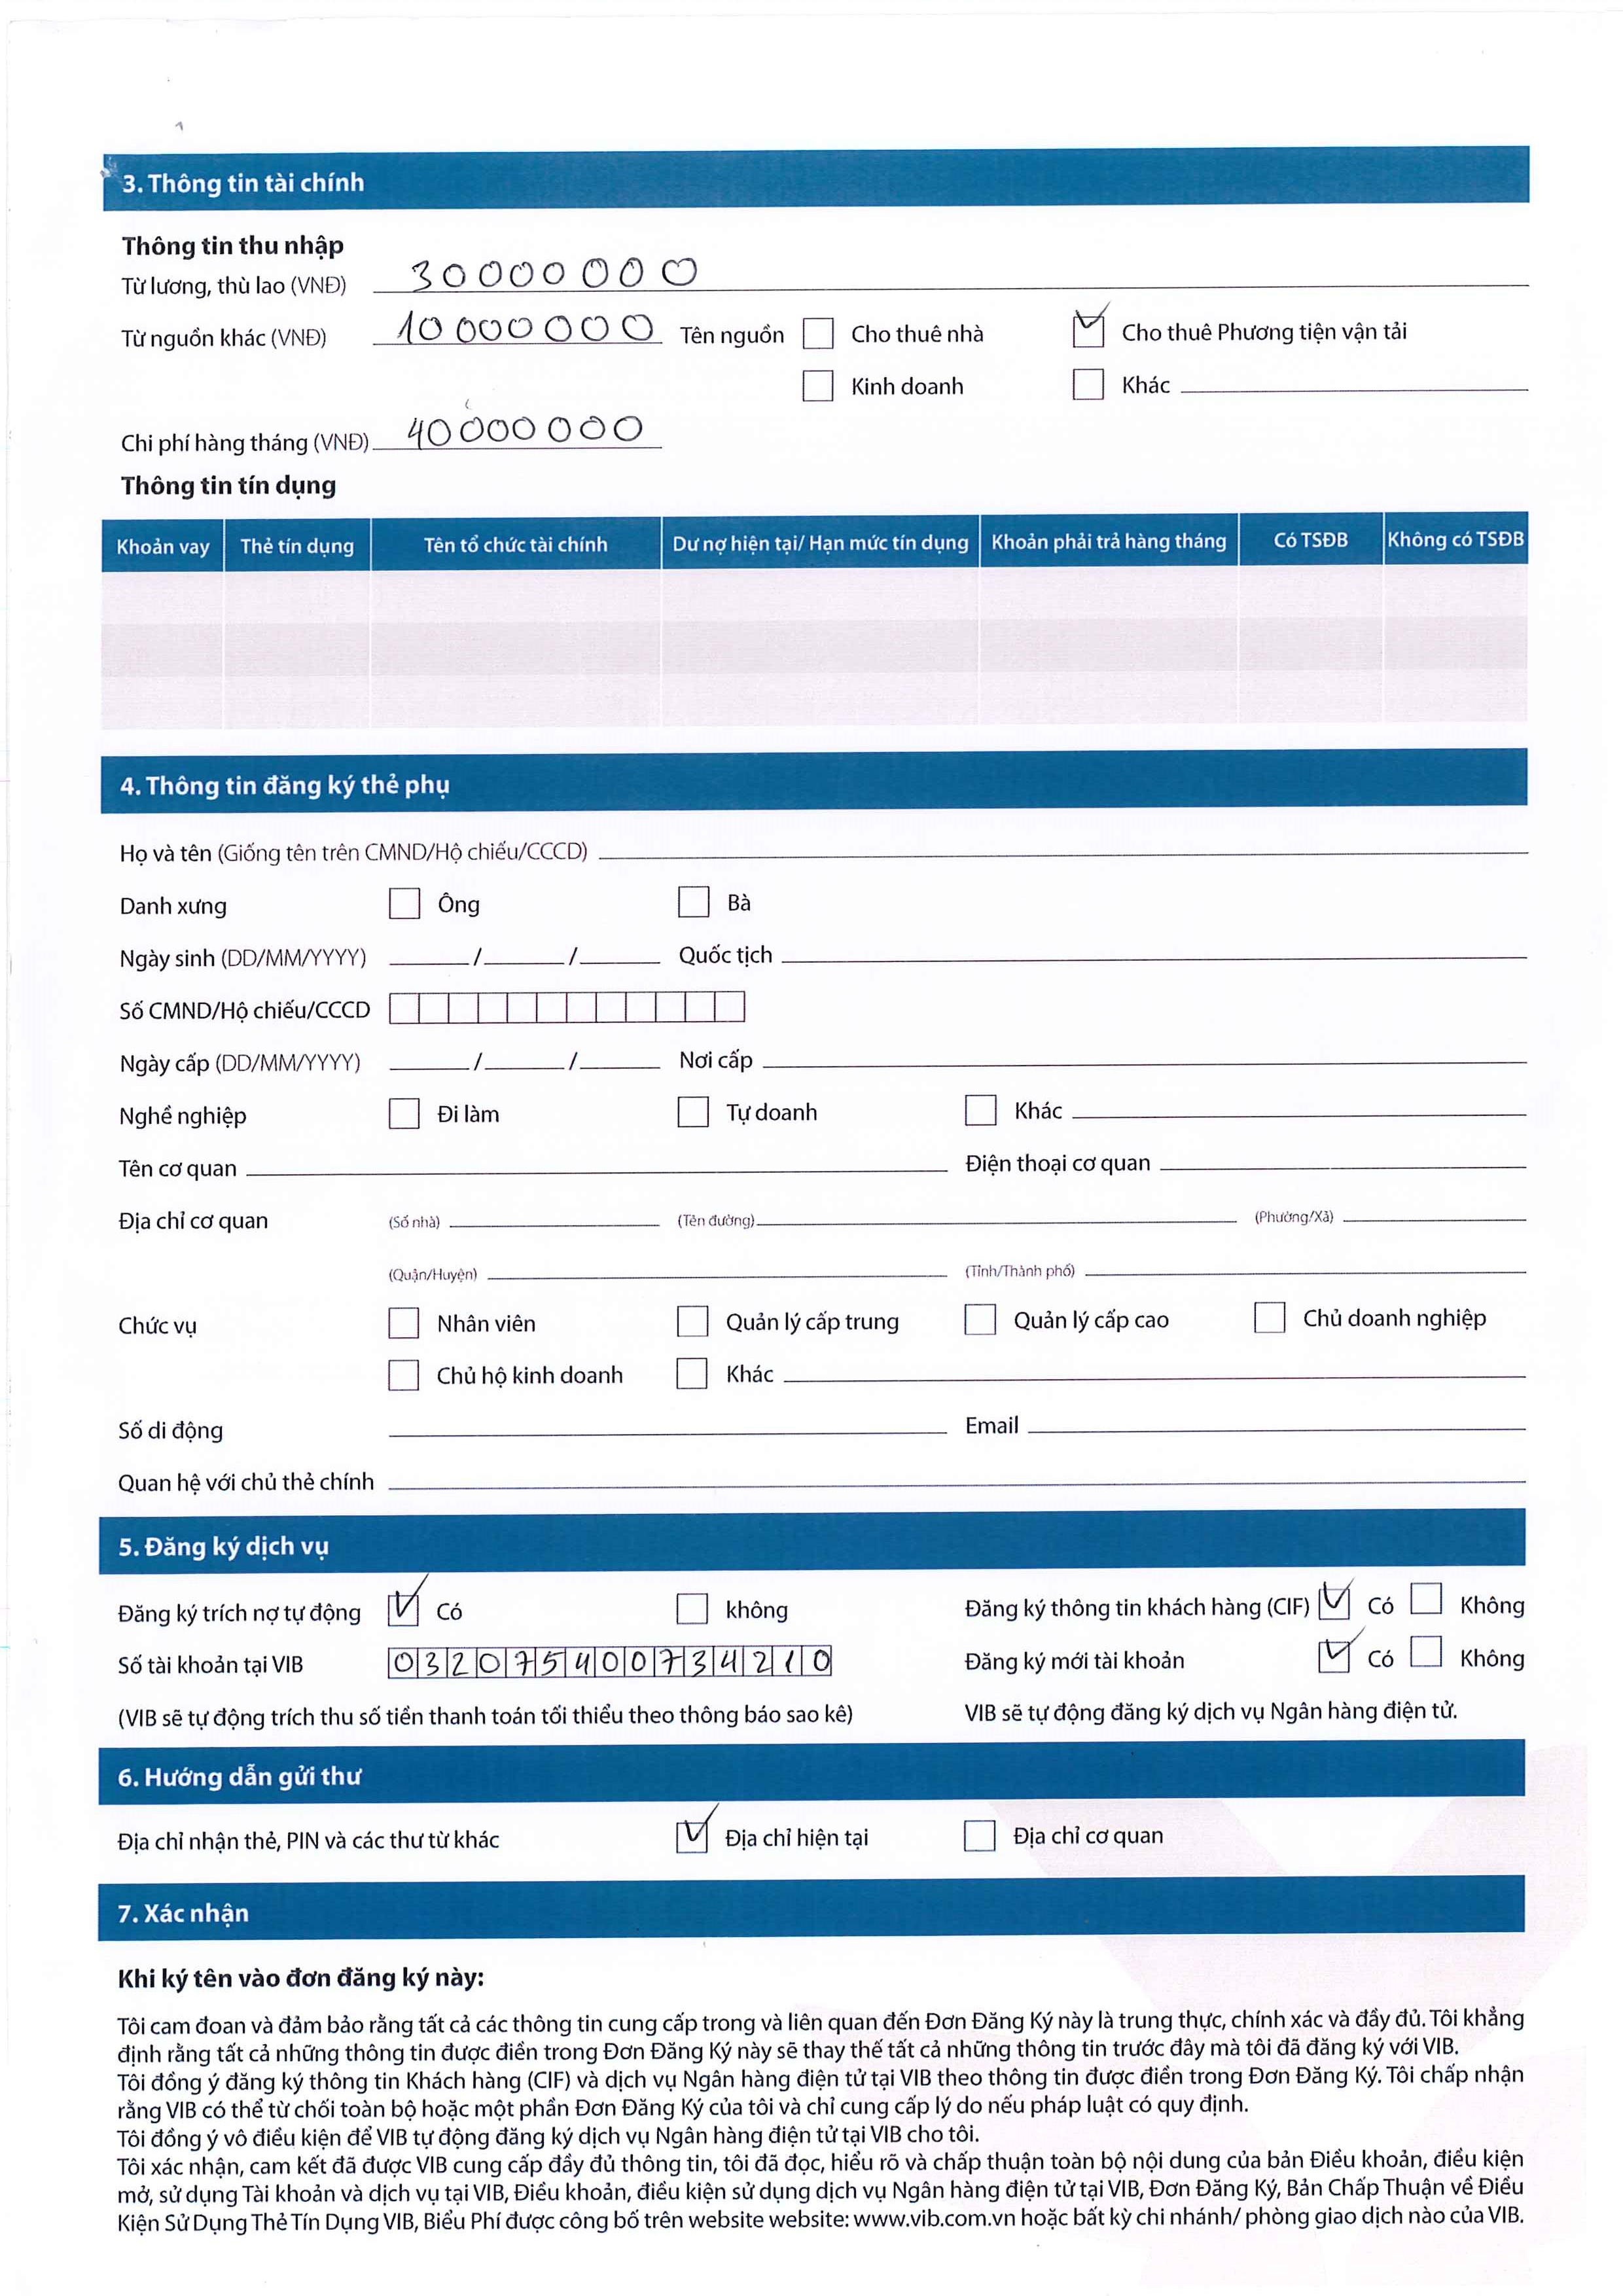 3. Thông tin tài chính
Thông tin thu nhập
Từ lương, thù lao (VNĐ) 30000000
Từ nguồn khác (VNĐ) 10000000 Tên nguồn Cho thuê nhà Cho thuê Phương tiện vận tải
Kinh doanh Khác
Chi phí hàng tháng (VNĐ) 40000000
Thông tin tín dụng
Khoản vay Thẻ tín dụng Tên tổ chức tài chính Dư nợ hiện tại/ Hạn mức tín dụng Khoản phải trả hàng tháng Có TSĐB Không có TSĐB
4. Thông tin đăng ký thẻ phụ
Họ và tên (Giống tên trên CMND/Hộ chiếu/CCCD)
Danh xưng Ông Bà
Ngày sinh (DD/MM/YYYY) / / Quốc tịch
Số CMND/Hộ chiếu/CCCD
Ngày cấp (DD/MM/YYYY) / / Nơi cấp
Nghề nghiệp Đi làm Tự doanh Khác
Tên cơ quan Điện thoại cơ quan
Địa chỉ cơ quan (Số nhà) (Tên đường) (Phường/Xã)
(Quận/Huyện) (Tỉnh/Thành phố)
Chức vụ Nhân viên Quản lý cấp trung Quản lý cấp cao Chủ doanh nghiệp
Chủ hộ kinh doanh Khác
Số di động Email
Quan hệ với chủ thẻ chính
5. Đăng ký dịch vụ
Đăng ký trích nợ tự động Có không Đăng ký thông tin khách hàng (CIF) Có Không
Số tài khoản tại VIB 032075400734210 Đăng ký mới tài khoản Có Không
(VIB sẽ tự động trích thu số tiền thanh toán tối thiểu theo thông báo sao kê) VIB sẽ tự động đăng ký dịch vụ Ngân hàng điện tử.
6. Hướng dẫn gửi thư
Địa chỉ nhận thẻ, PIN và các thư từ khác Địa chỉ hiện tại Địa chỉ cơ quan
7. Xác nhận
Khi ký tên vào đơn đăng ký này:
Tôi cam đoan và đảm bảo rằng tất cả các thông tin cung cấp trong và liên quan đến Đơn Đăng Ký này là trung thực, chính xác và đầy đủ. Tôi khẳng
định rằng tất cả những thông tin được điền trong Đơn Đăng Ký này sẽ thay thế tất cả những thông tin trước đây mà tôi đã đăng ký với VIB.
Tôi đồng ý đăng ký thông tin Khách hàng (CIF) và dịch vụ Ngân hàng điện tử tại VIB theo thông tin được điền trong Đơn Đăng Ký. Tôi chấp nhận
rằng VIB có thể từ chối toàn bộ hoặc một phần Đơn Đăng Ký của tôi và chỉ cung cấp lý do nếu pháp luật có quy định.
Tôi đồng ý vô điều kiện để VIB tự động đăng ký dịch vụ Ngân hàng điện tử tại VIB cho tôi.
Tôi xác nhận, cam kết đã được VIB cung cấp đầy đủ thông tin, tôi đã đọc, hiểu rõ và chấp thuận toàn bộ nội dung của bản Điều khoản, điều kiện
mở, sử dụng Tài khoản và dịch vụ tại VIB, Điều khoản, điều kiện sử dụng dịch vụ Ngân hàng điện tử tại VIB, Đơn Đăng Ký, Bản Chấp Thuận về Điều
Kiện Sử Dụng Thẻ Tín Dụng VIB, Biểu Phí được công bố trên website website: www.vib.com.vn hoặc bất kỳ chi nhánh/ phòng giao dịch nào của VIB.